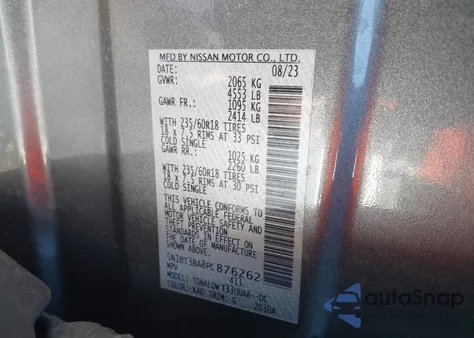 MFD BY NISSAN MOTOR CO., LTD.
DATE: 08/23
GVWR: 2065 KG
4553 LB
GAWR FR.: 1095 KG
2414 LB
WITH 235/60R18 TIRES
18 x 7.5 RIMS AT 33 PSI
COLD SINGLE
GAWR RR.: 1025 KG
2260 LB
WITH 235/60R18 TIRES
18 x 7.5 RIMS AT 30 PSI
COLD SINGLE
THIS VEHICLE CONFORMS TO
ALL APPLICABLE FEDERAL
MOTOR VEHICLE SAFETY AND
THEFT PREVENTION STANDARDS
IN EFFECT ON THE DATE OF
MANUFACTURE SHOWN ABOVE.
5N1BT3BA8PC876262
MPV 413
MODEL:
COLOR: KAD TRIM: G
autoSnap